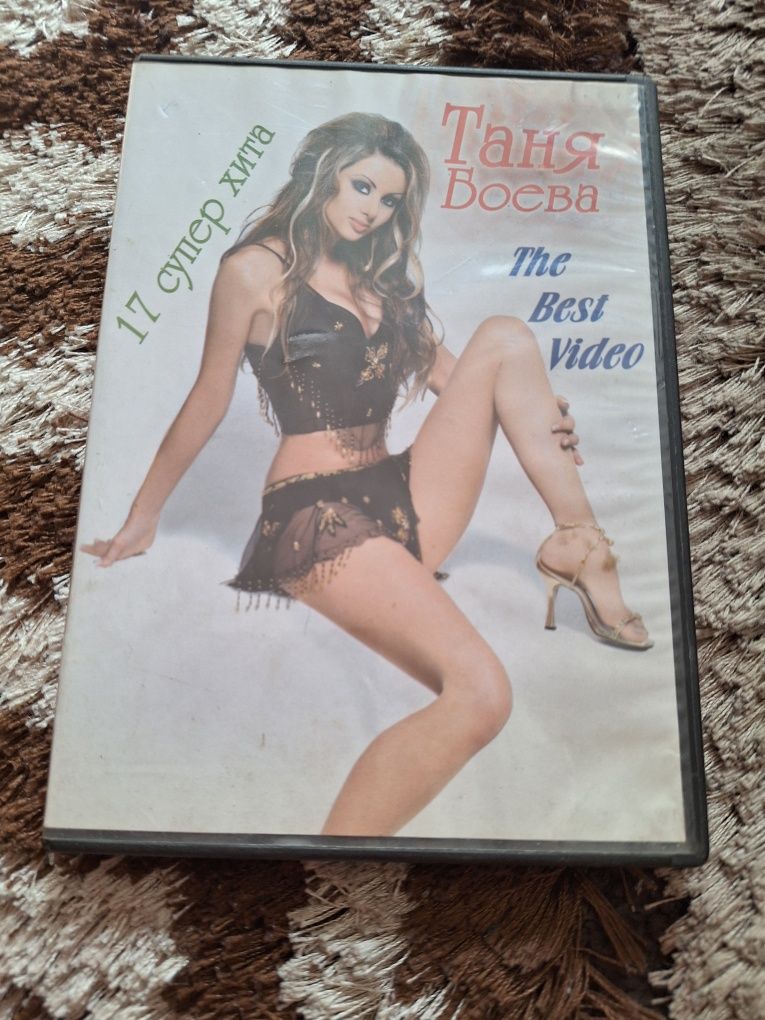 17 супер хита
Таня
Боева
The
Best
Video